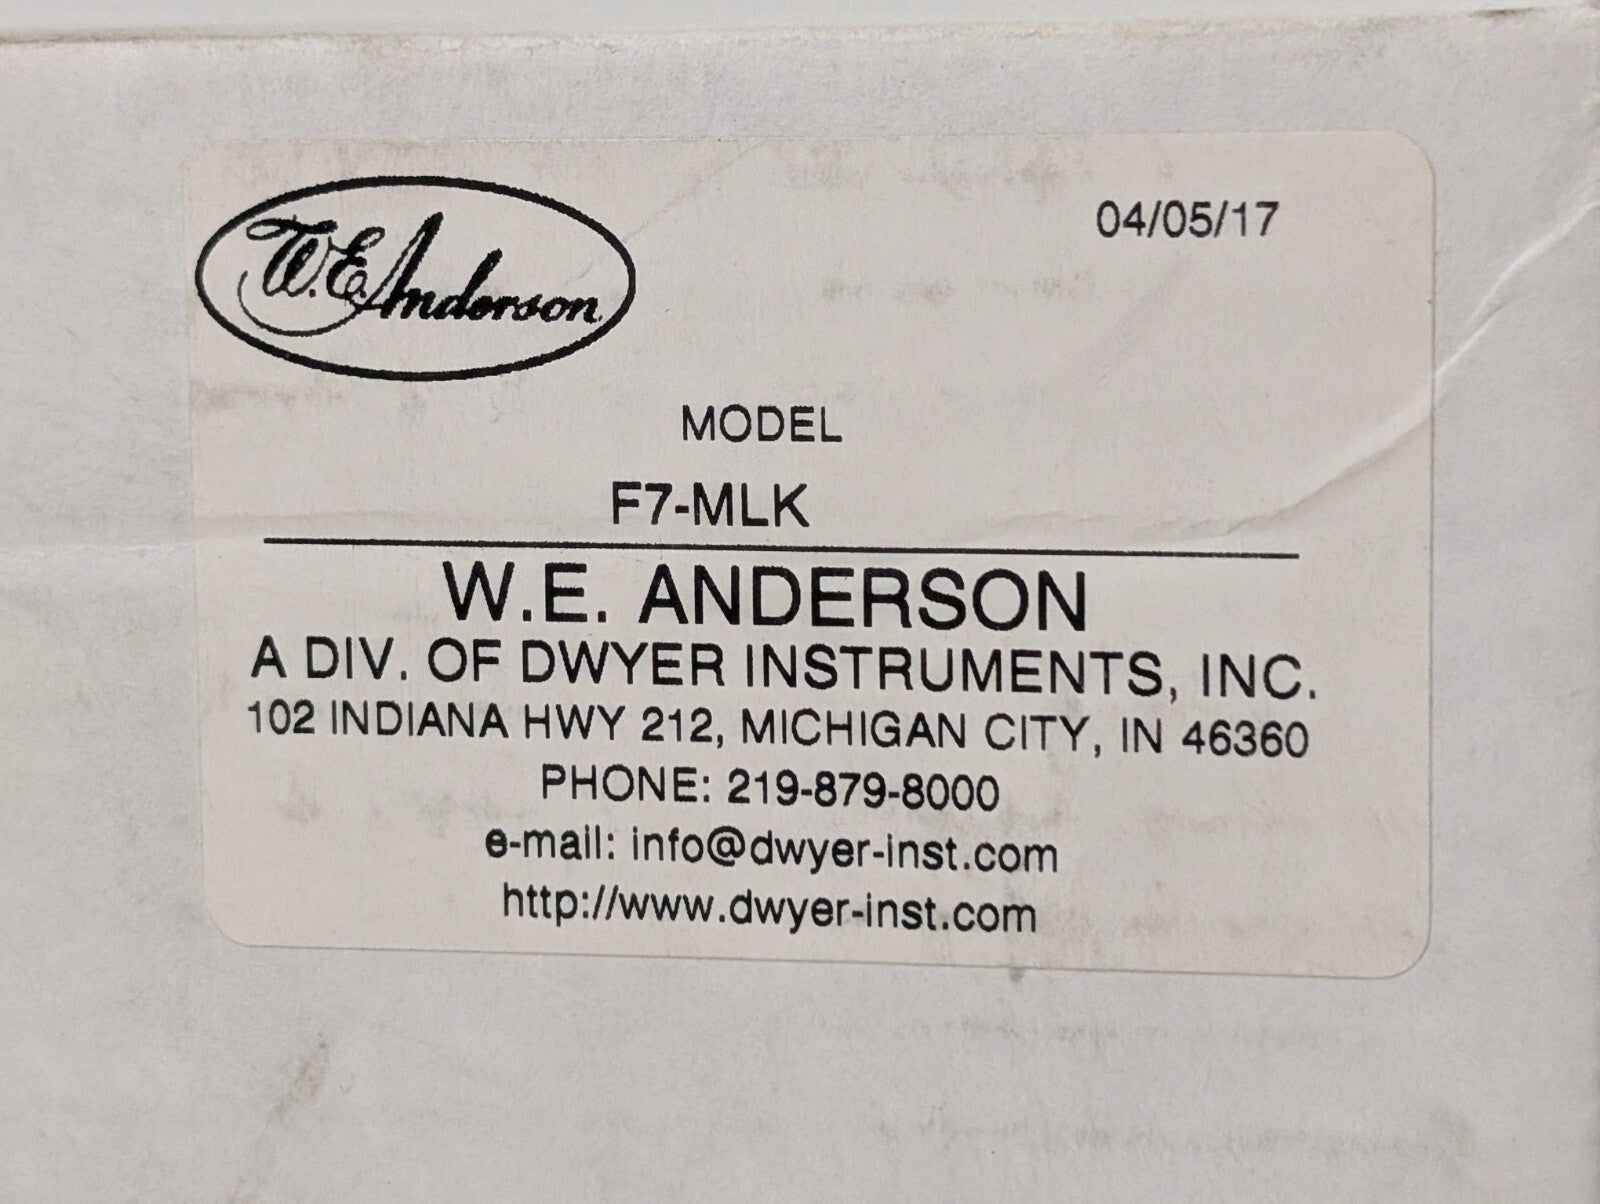 W.E. Anderson
04/05/17
MODEL
F7-MLK
W.E. ANDERSON
A DIV. OF DWYER INSTRUMENTS, INC.
102 INDIANA HWY 212, MICHIGAN CITY, IN 46360
PHONE: 219-879-8000
e-mail: info@dwyer-inst.com
http://www.dwyer-inst.com